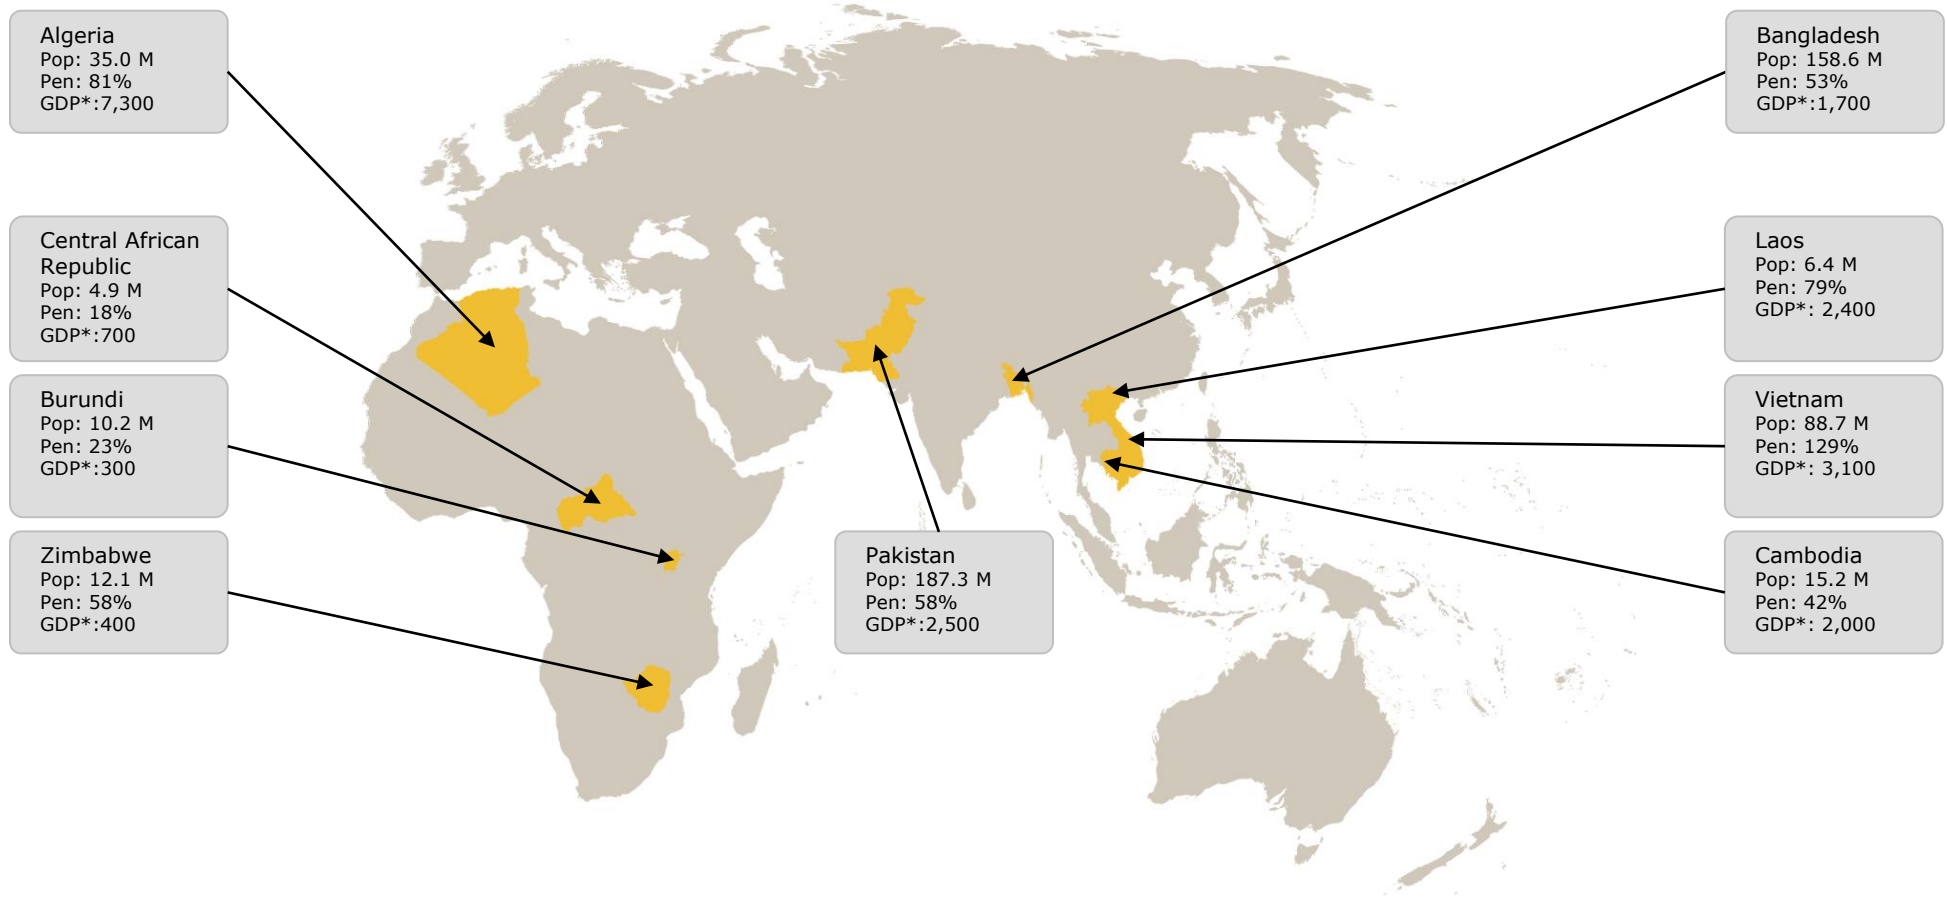 Algeria
Pop: 35.0 M
Pen: 81%
GDP*:7,300
Central African
Republic
Pop: 4.9 M
Pen: 18%
GDP*:700
Burundi
Pop: 10.2 M
Pen: 23%
GDP*:300
Zimbabwe
Pop: 12.1 M
Pen: 58%
GDP*:400
Pakistan
Pop: 187.3 M
Pen: 58%
GDP*:2,500
Bangladesh
Pop: 158.6 M
Pen: 53%
GDP*:1,700
Laos
Pop: 6.4 M
Pen: 79%
GDP*: 2,400
Vietnam
Pop: 88.7 M
Pen: 129%
GDP*: 3,100
Cambodia
Pop: 15.2 M
Pen: 42%
GDP*: 2,000